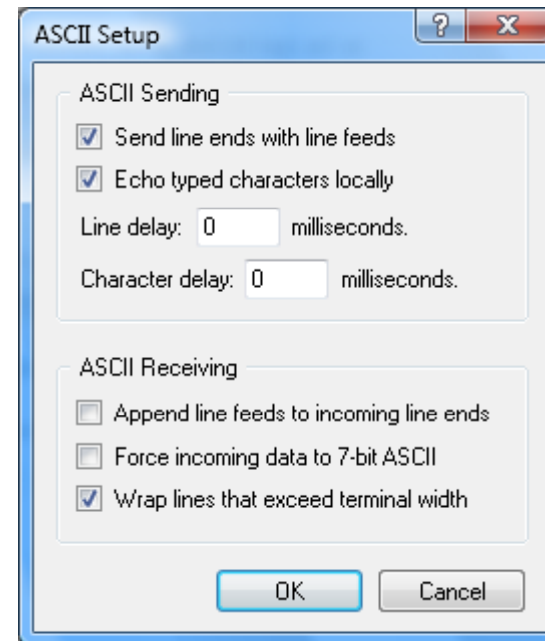 ASCII Setup
?
X
ASCII Sending
Send line ends with line feeds
Echo typed characters locally
Line delay: 0 milliseconds.
Character delay: 0 milliseconds.
ASCII Receiving
Append line feeds to incoming line ends
Force incoming data to 7-bit ASCII
Wrap lines that exceed terminal width
OK Cancel